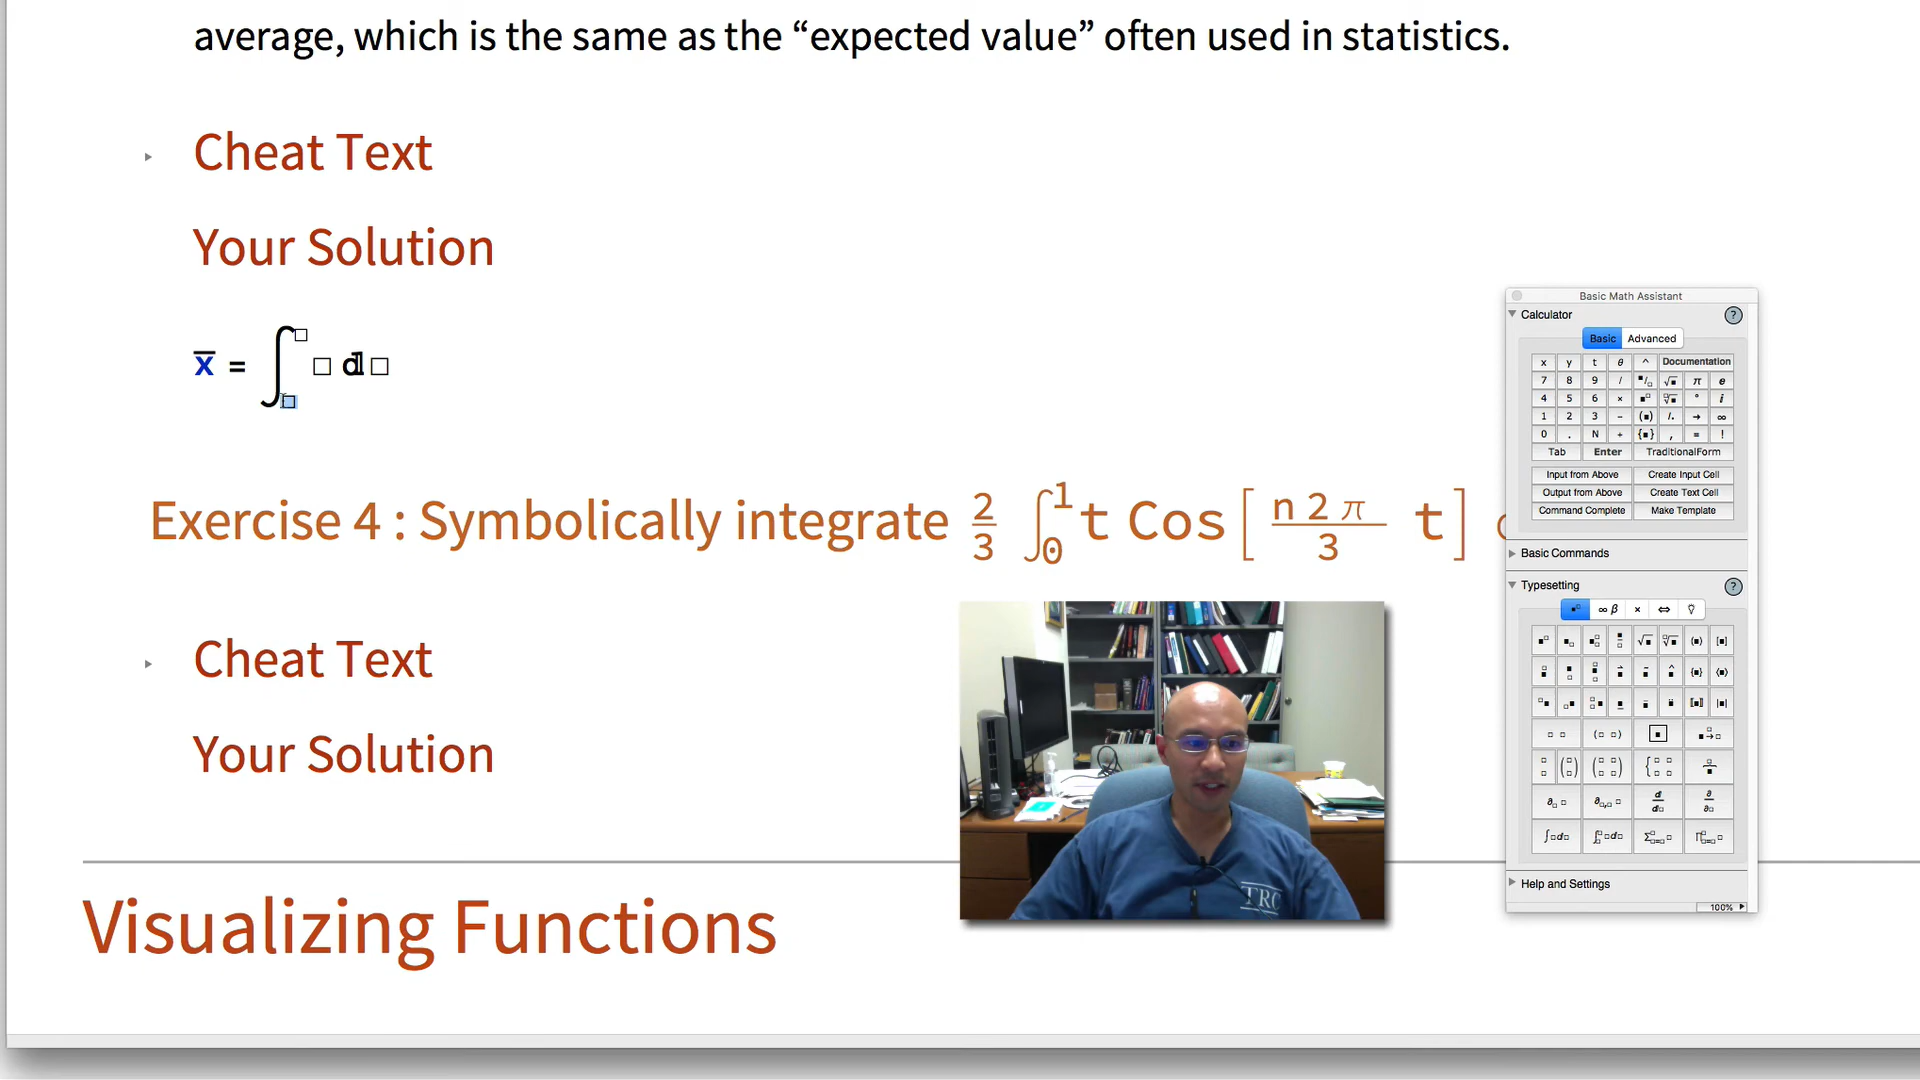 average, which is the same as the “expected value” often used in statistics.
Cheat Text
Your Solution
x̅ = ∫□□ □ ⅆ□
Exercise 4 : Symbolically integrate 2/3 ∫₀¹ t Cos[n 2 π/3 t]
Cheat Text
Your Solution
Visualizing Functions
TRC
Basic Math Assistant
Calculator ?
Basic Advanced
x y t θ ^ Documentation
7 8 9 / ■/□ √■ π e
4 5 6 × ■□ □√■ ° i
1 2 3 − (■) /. → ∞
0 . N + {■} , = !
Tab Enter TraditionalForm
Input from Above Create Input Cell
Output from Above Create Text Cell
Command Complete Make Template
Basic Commands
Typesetting ?
■□ ∞ β × ⇔
∫□ⅆ□ ∫□□□ⅆ□ Σ□□=□□ Π□□=□□
Help and Settings
100%